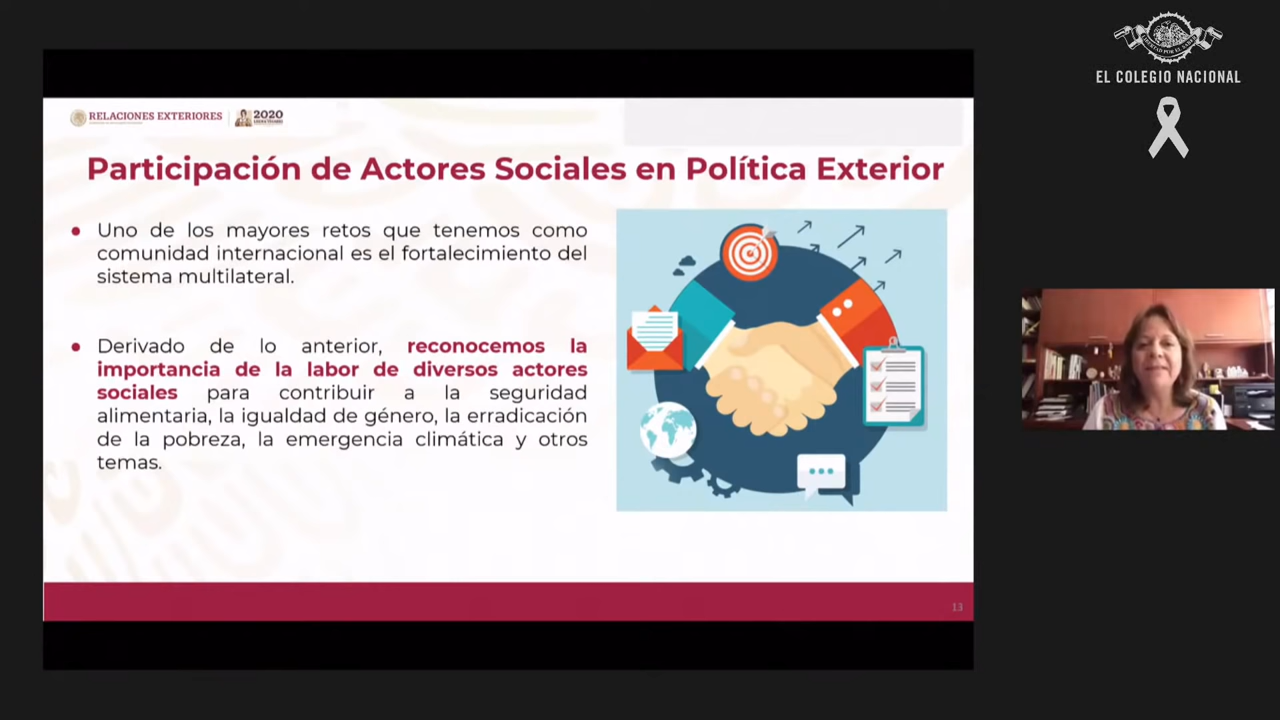 EL COLEGIO NACIONAL
RELACIONES EXTERIORES
2020
Participación de Actores Sociales en Política Exterior
Uno de los mayores retos que tenemos como
comunidad internacional es el fortalecimiento del
sistema multilateral.
Derivado de lo anterior, reconocemos la
importancia de la labor de diversos actores
sociales para contribuir a la seguridad
alimentaria, la igualdad de género, la erradicación
de la pobreza, la emergencia climática y otros
temas.
13